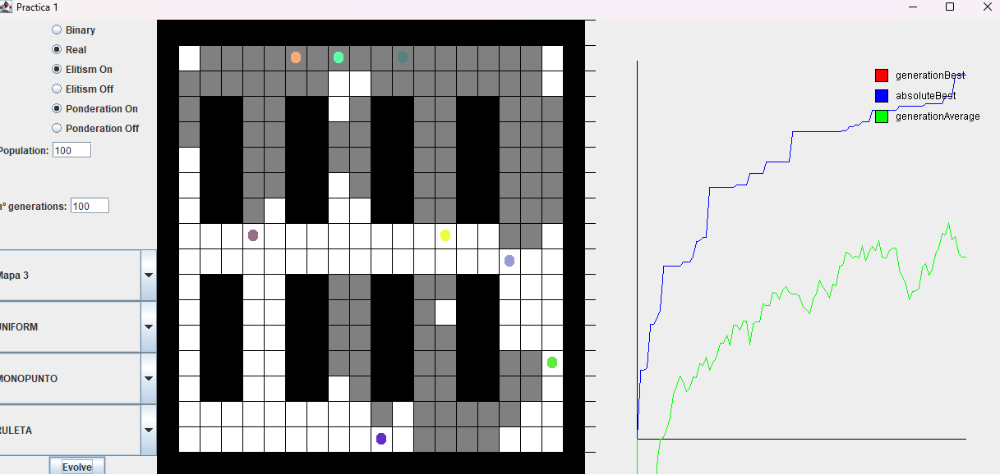 Practica 1
Binary
Real
Elitism On
Elitism Off
Ponderation On
Ponderation Off
Population: 100
nº generations: 100
Mapa 3
UNIFORM
MONOPUNTO
RULETA
Evolve
generationBest
absoluteBest
generationAverage